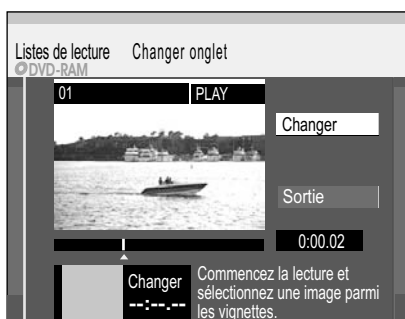 Listes de lecture Changer onglet
DVD-RAM
01 PLAY
Changer
Sortie
0:00.02
Changer
--:--.--
Commencez la lecture et
sélectionnez une image parmi
les vignettes.